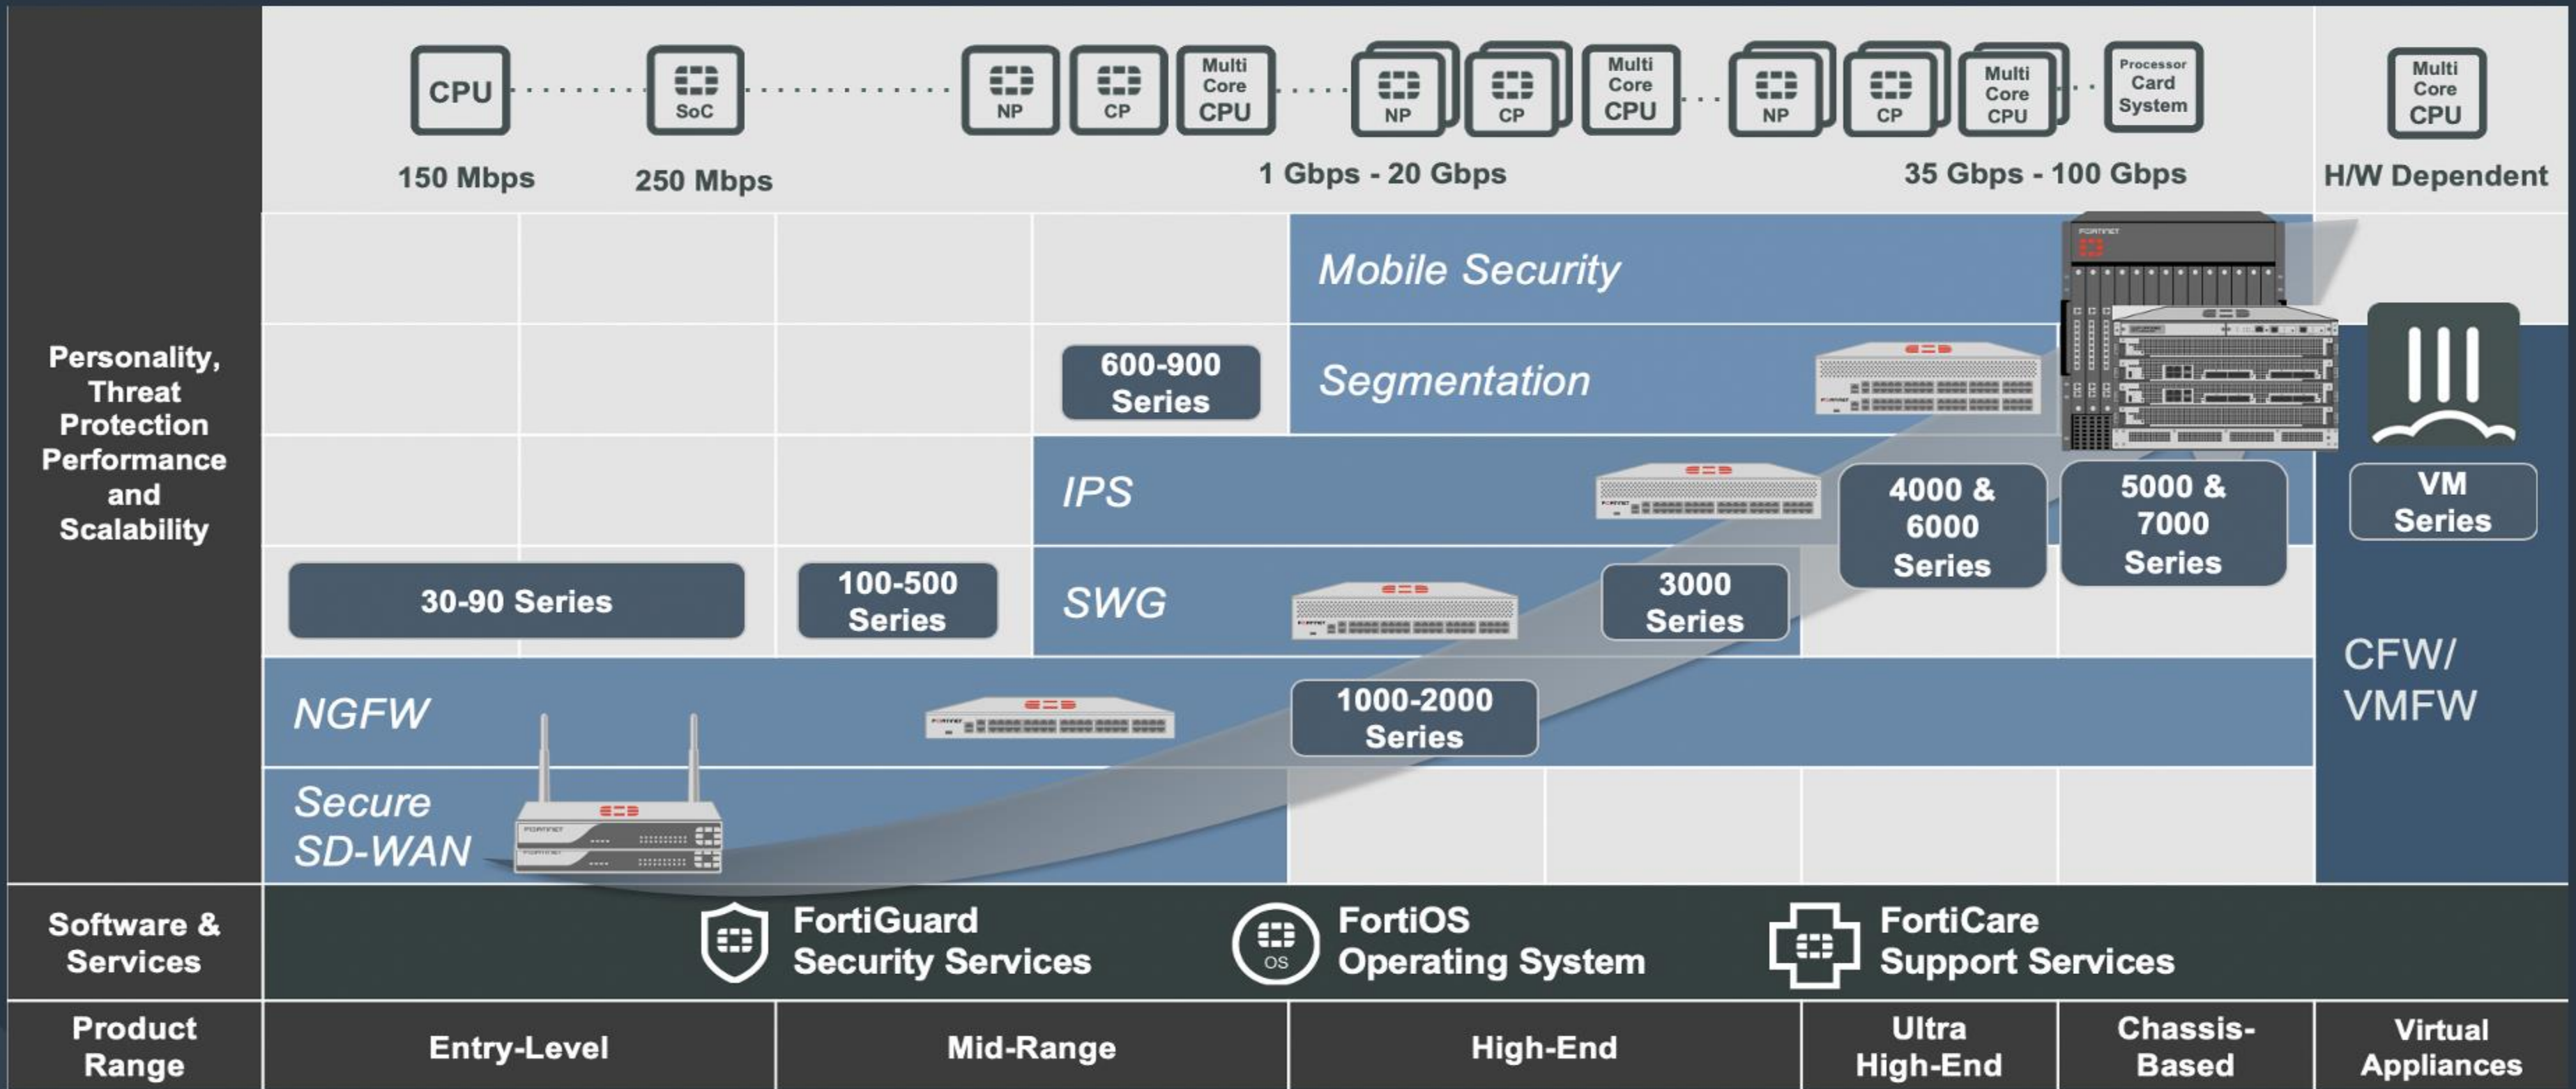 CPU
SoC
NP
CP
Multi
Core
CPU
NP
CP
Multi
Core
CPU
NP
CP
Multi
Core
CPU
Processor
Card
System
Multi
Core
CPU
150 Mbps
250 Mbps
1 Gbps - 20 Gbps
35 Gbps - 100 Gbps
H/W Dependent
Personality,
Threat
Protection
Performance
and
Scalability
Mobile Security
FORTINET
600-900
Series
Segmentation
IPS
4000 &
6000
Series
5000 &
7000
Series
VM
Series
30-90 Series
100-500
Series
SWG
3000
Series
CFW/
VMFW
NGFW
1000-2000
Series
Secure
SD-WAN
FORTINET
FORTINET
Software &
Services
FortiGuard
Security Services
OS
FortiOS
Operating System
FortiCare
Support Services
Product
Range
Entry-Level
Mid-Range
High-End
Ultra
High-End
Chassis-
Based
Virtual
Appliances